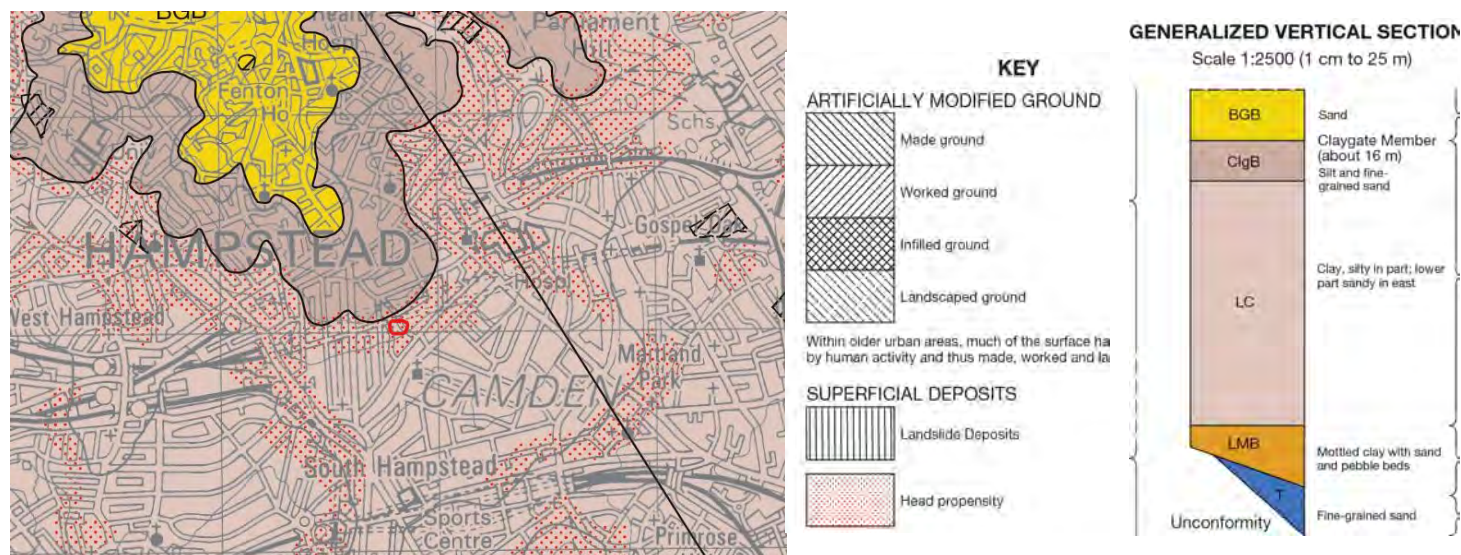 BGB
Health
Hospl
Parliament
Hill
Fenton
Ho
Schs.
Gospel Oak
HAMPSTEAD
Hospl
West Hampstead
Maitland
Park
CAMDEN
South Hampstead
Sports
Centre
Primrose
KEY
ARTIFICIALLY MODIFIED GROUND
Made ground
Worked ground
Infilled ground
Landscaped ground
Within older urban areas, much of the surface ha
by human activity and thus made, worked and la
SUPERFICIAL DEPOSITS
Landslide Deposits
Head propensity
GENERALIZED VERTICAL SECTION
Scale 1:2500 (1 cm to 25 m)
BGB
Sand
Claygate Member
(about 16 m)
ClgB
Silt and fine-
grained sand
Clay, silty in part; lower
part sandy in east
LC
LMB
Mottled clay with sand
and pebble beds
T
Fine-grained sand
Unconformity